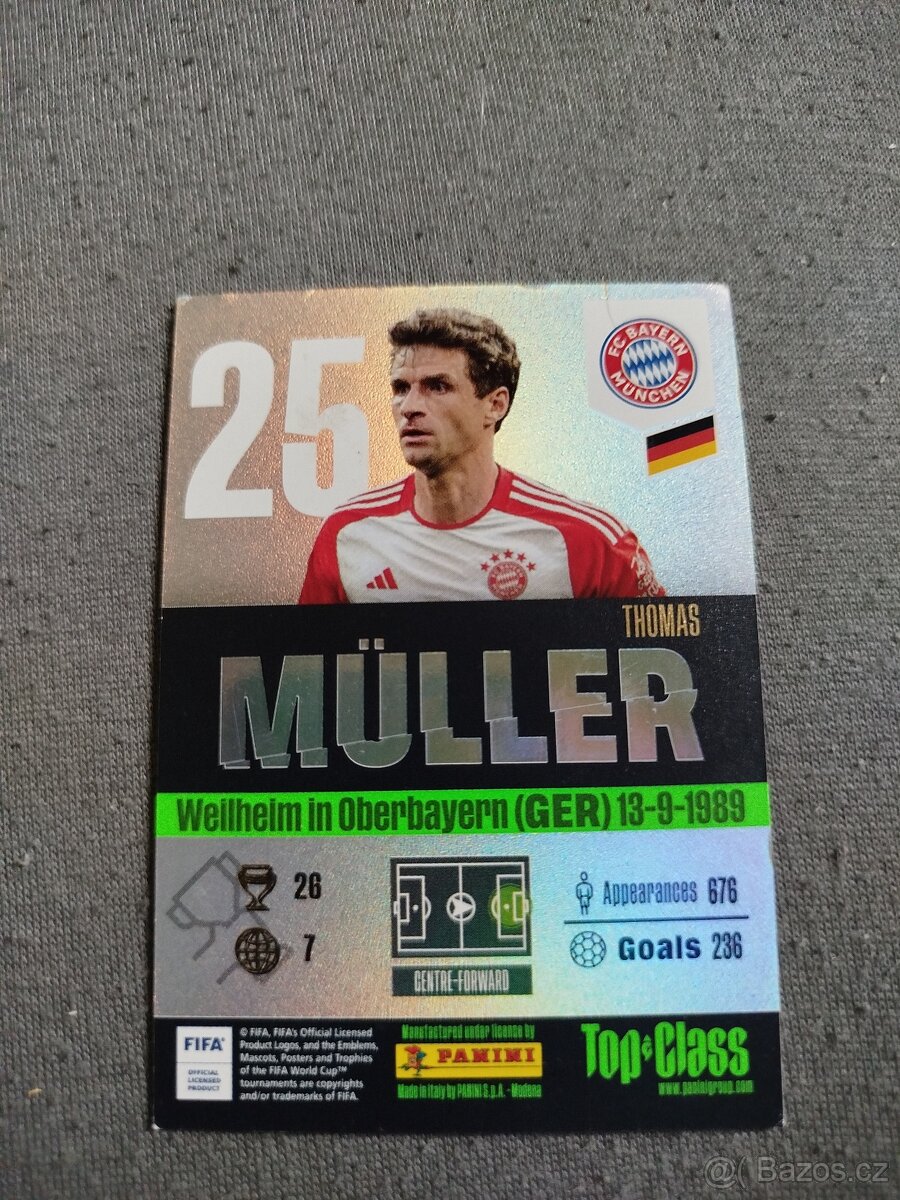 25
FC BAYERN
MÜNCHEN
THOMAS
MÜLLER
Weilheim in Oberbayern (GER) 13-9-1989
26
7
CENTRE-FORWARD
Appearances 676
Goals 236
FIFA®
OFFICIAL
LICENSED
PRODUCT
© FIFA, FIFA's Official Licensed
Product Logos, and the Emblems,
Mascots, Posters and Trophies
of the FIFA World Cup™
tournaments are copyrights
and/or trademarks of FIFA.
Manufactured under license by
PANINI
Made in Italy by PANINI S.p.A. - Modena
Top Class
www.paninigroup.com
@( Bazos.cz